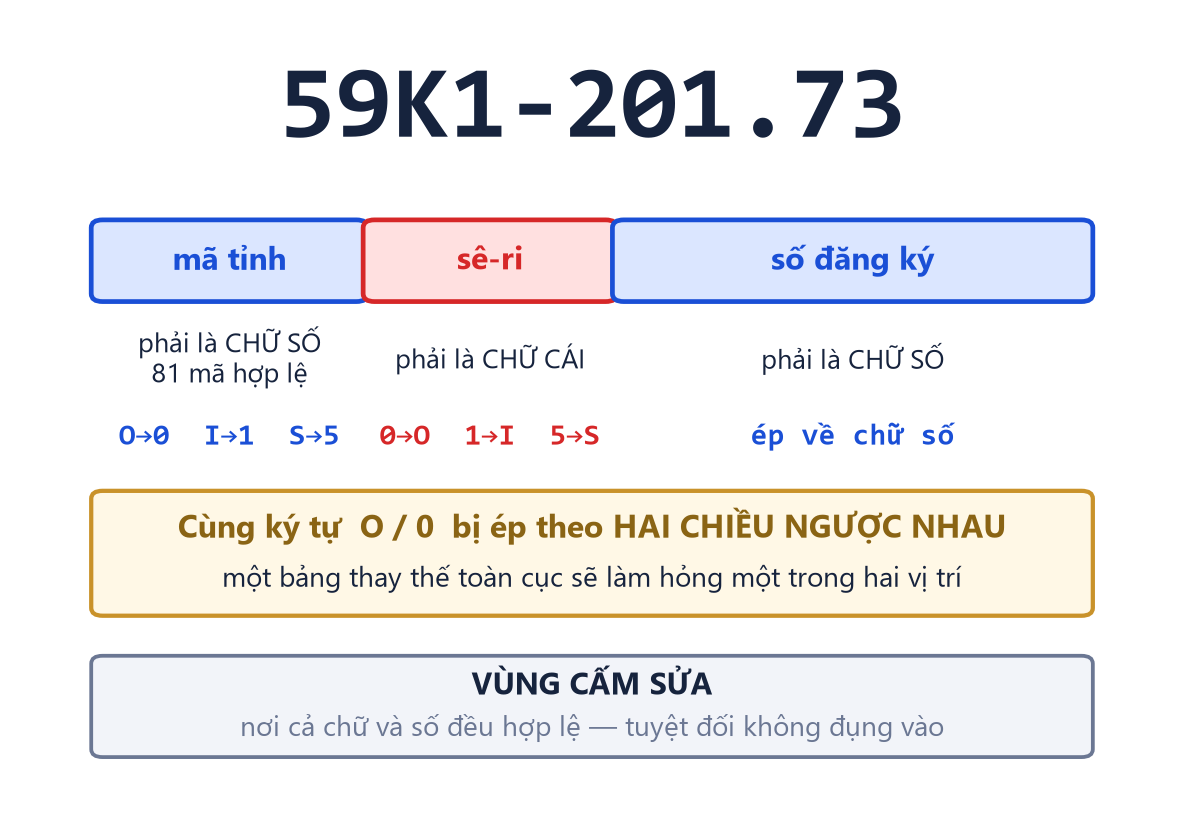 59K1-201.73
mã tỉnh
sê-ri
số đăng ký
phải là CHỮ SỐ
81 mã hợp lệ
phải là CHỮ CÁI
phải là CHỮ SỐ
O→0 I→1 S→5
0→O 1→I 5→S
ép về chữ số
Cùng ký tự O / 0 bị ép theo HAI CHIỀU NGƯỢC NHAU
một bảng thay thế toàn cục sẽ làm hỏng một trong hai vị trí
VÙNG CẤM SỬA
nơi cả chữ và số đều hợp lệ — tuyệt đối không đụng vào